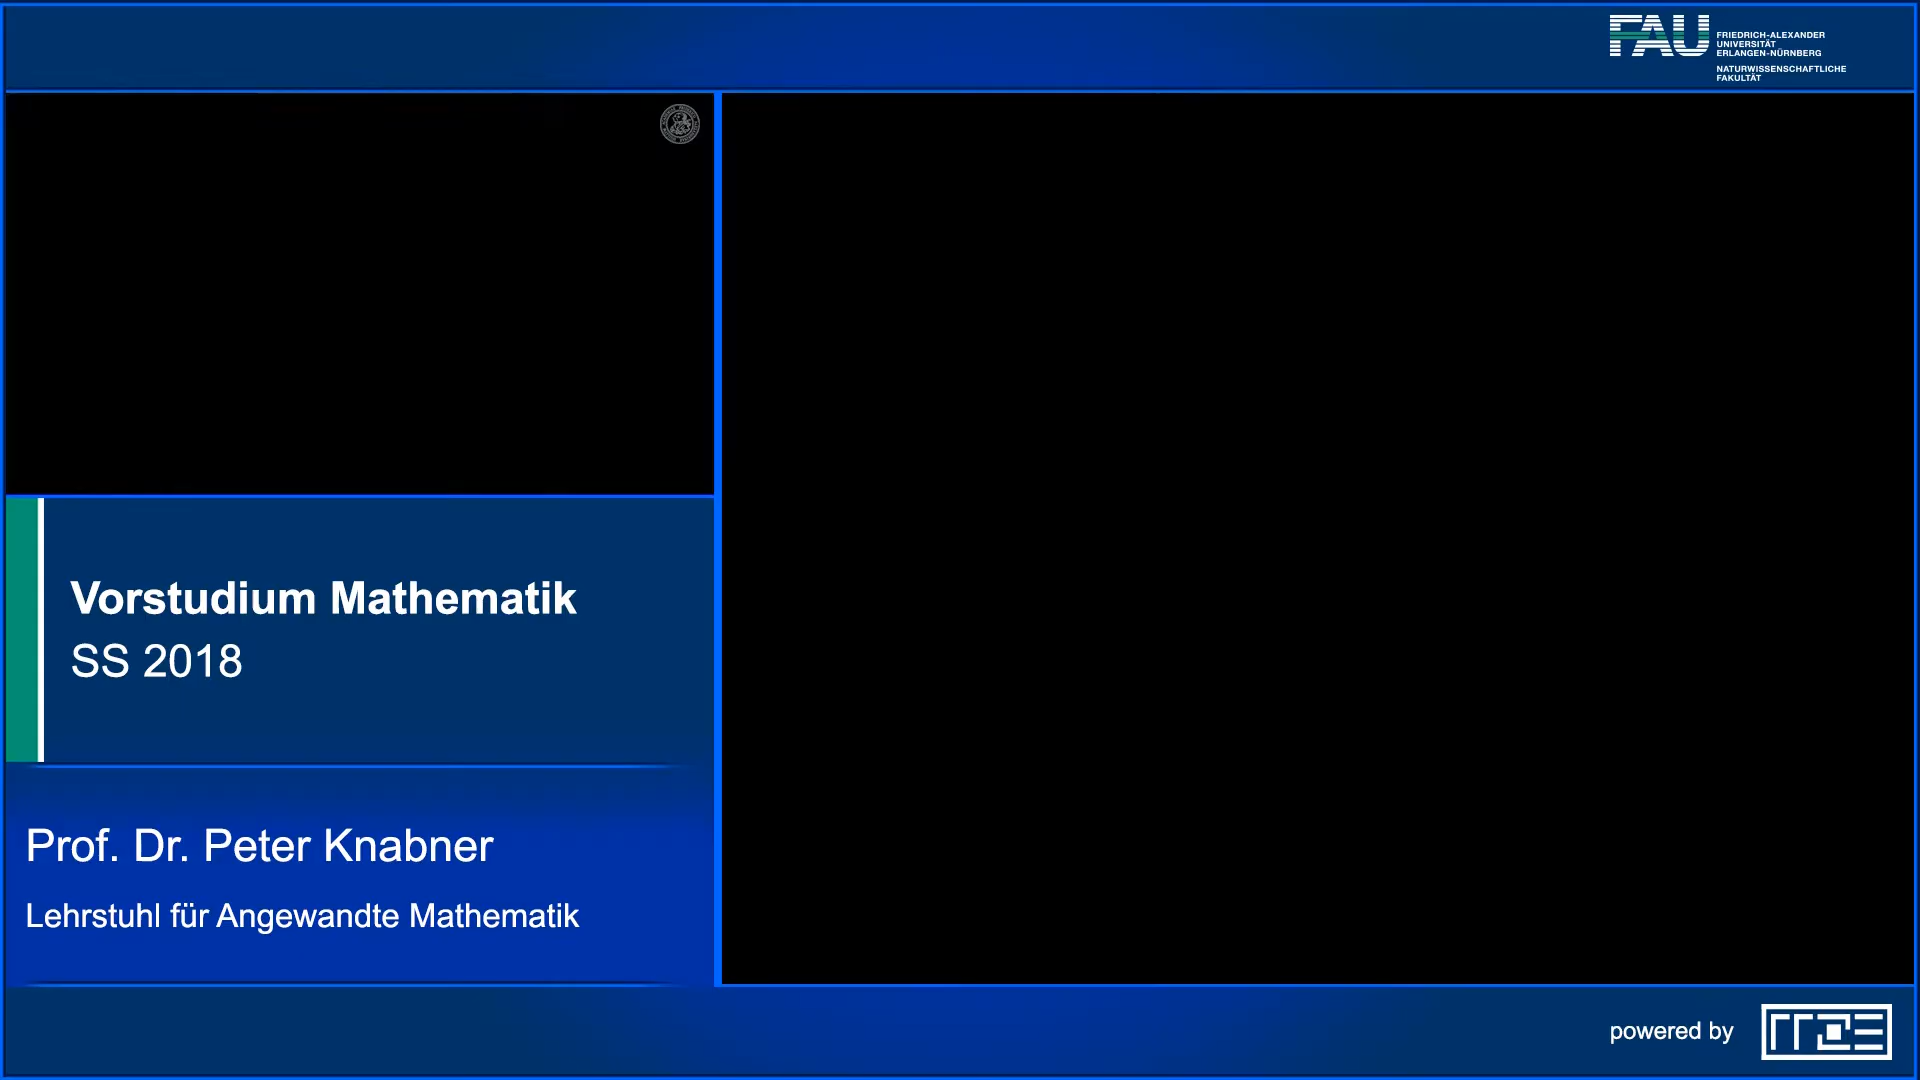 FAU
FRIEDRICH-ALEXANDER
UNIVERSITÄT
ERLANGEN-NÜRNBERG
NATURWISSENSCHAFTLICHE
FAKULTÄT
Vorstudium Mathematik
SS 2018
Prof. Dr. Peter Knabner
Lehrstuhl für Angewandte Mathematik
powered by
rrze